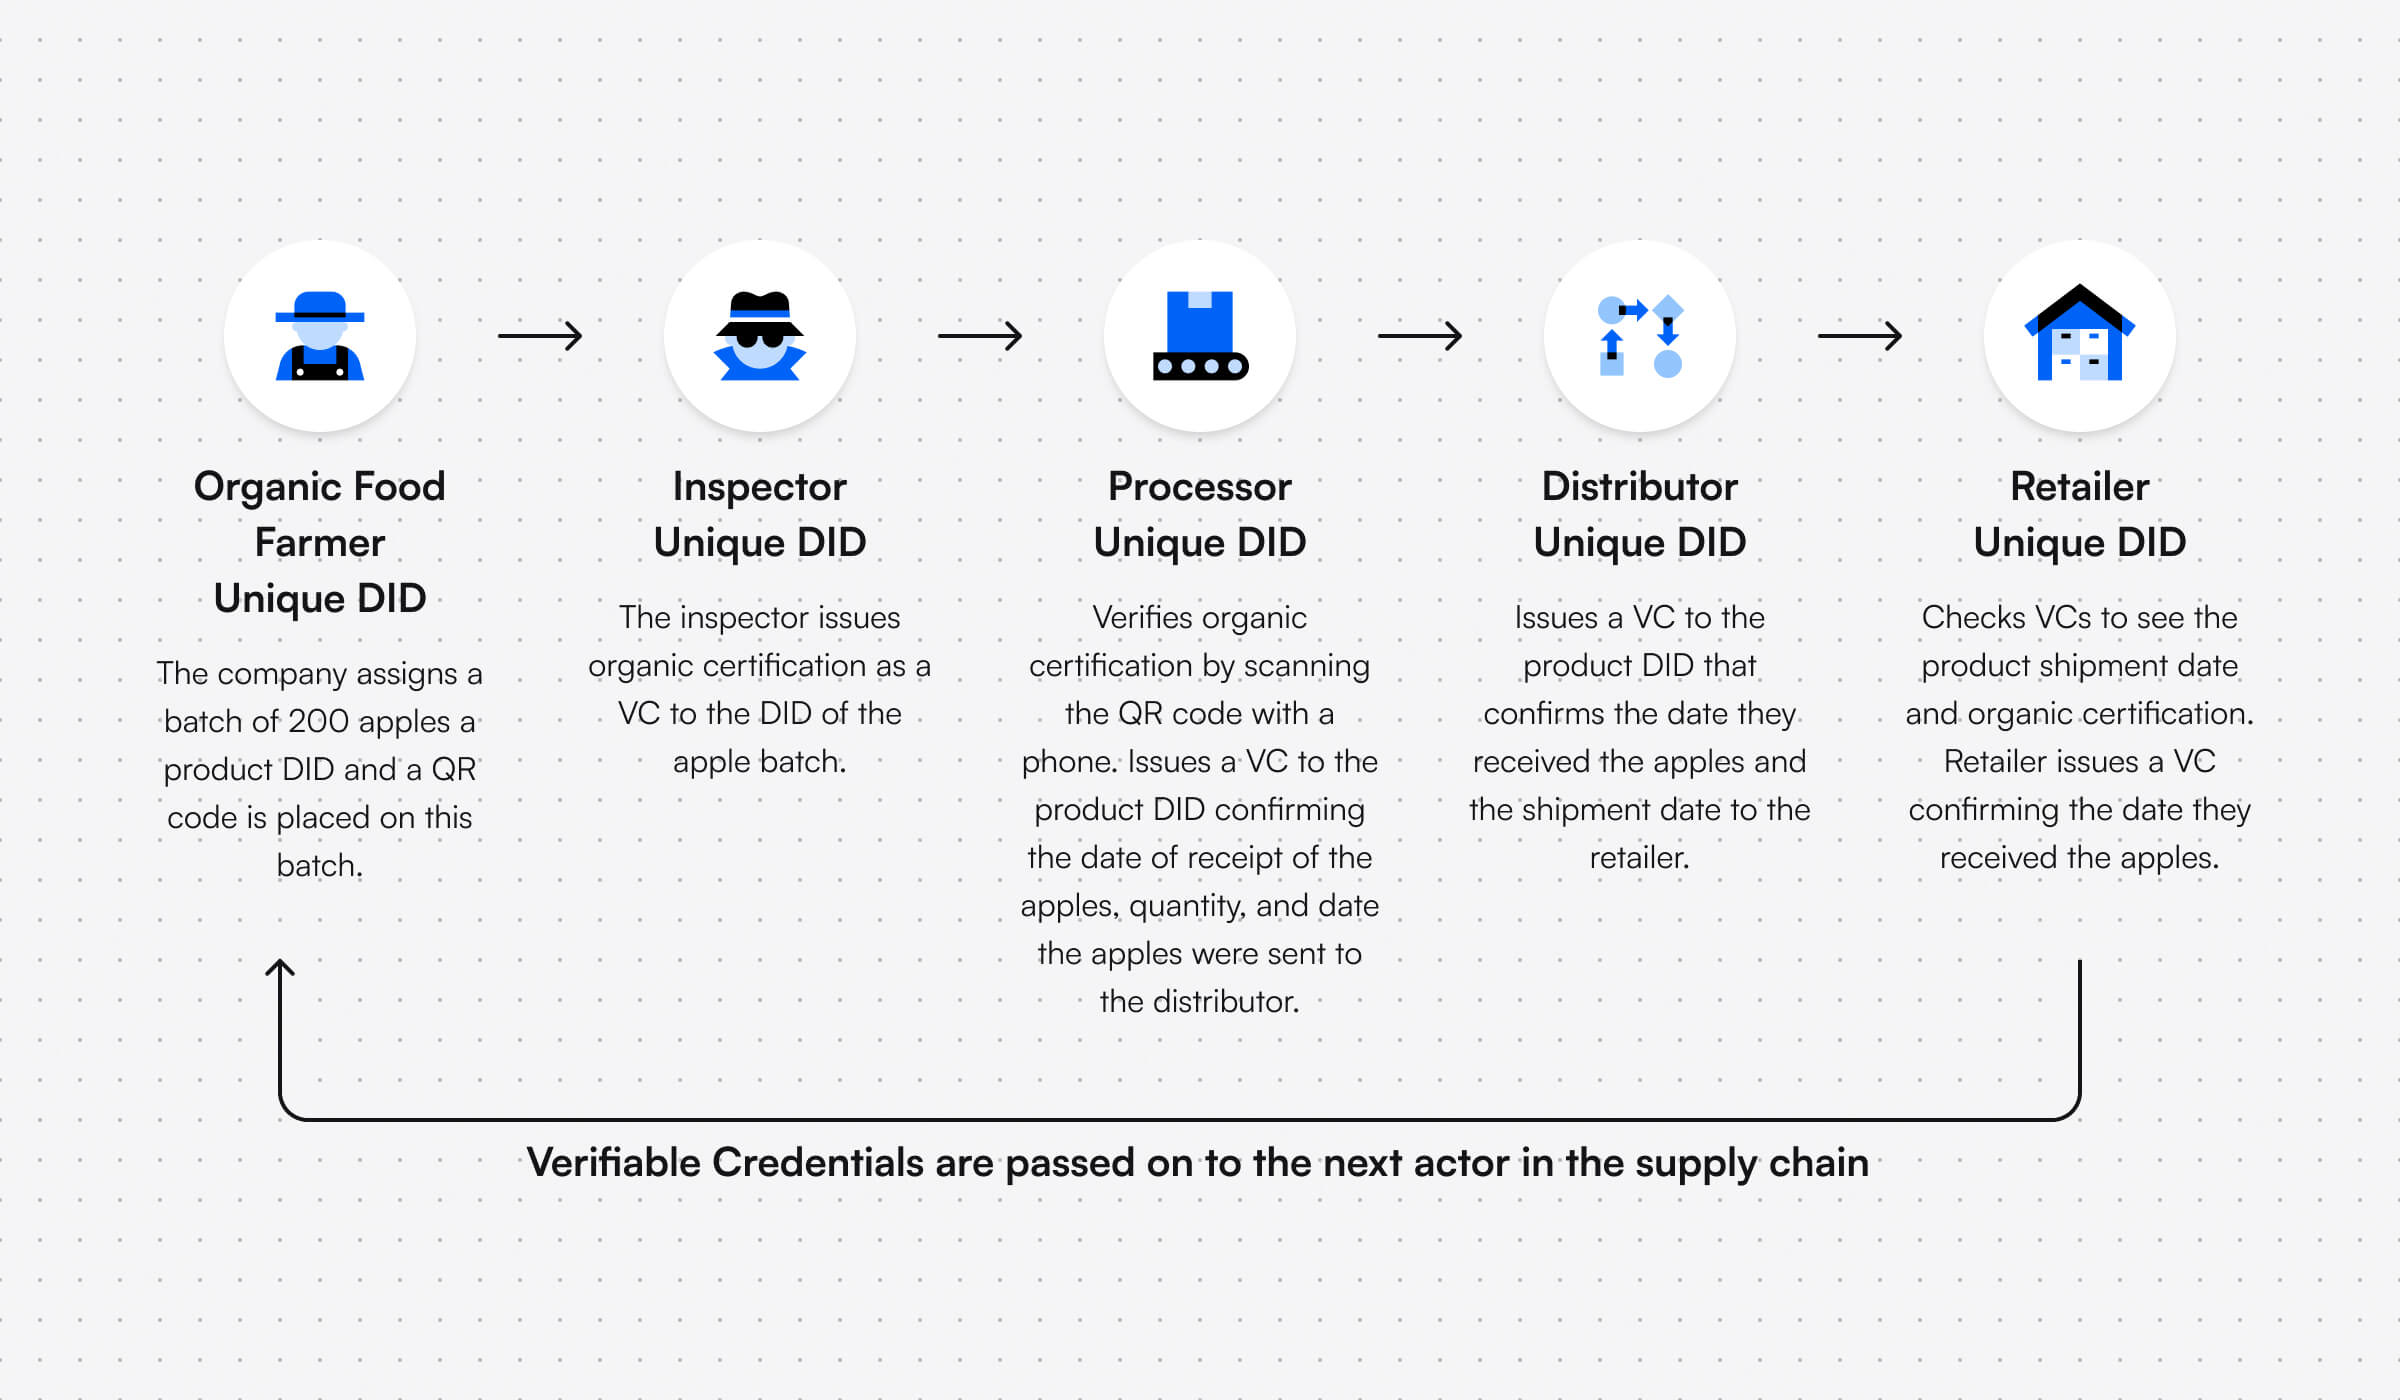 Organic Food
Farmer
Unique DID
The company assigns a
batch of 200 apples a
product DID and a QR
code is placed on this
batch.
Inspector
Unique DID
The inspector issues
organic certification as a
VC to the DID of the
apple batch.
Processor
Unique DID
Verifies organic
certification by scanning
the QR code with a
phone. Issues a VC to the
product DID confirming
the date of receipt of the
apples, quantity, and date
the apples were sent to
the distributor.
Distributor
Unique DID
Issues a VC to the
product DID that
confirms the date they
received the apples and
the shipment date to the
retailer.
Retailer
Unique DID
Checks VCs to see the
product shipment date
and organic certification.
Retailer issues a VC
confirming the date they
received the apples.
Verifiable Credentials are passed on to the next actor in the supply chain